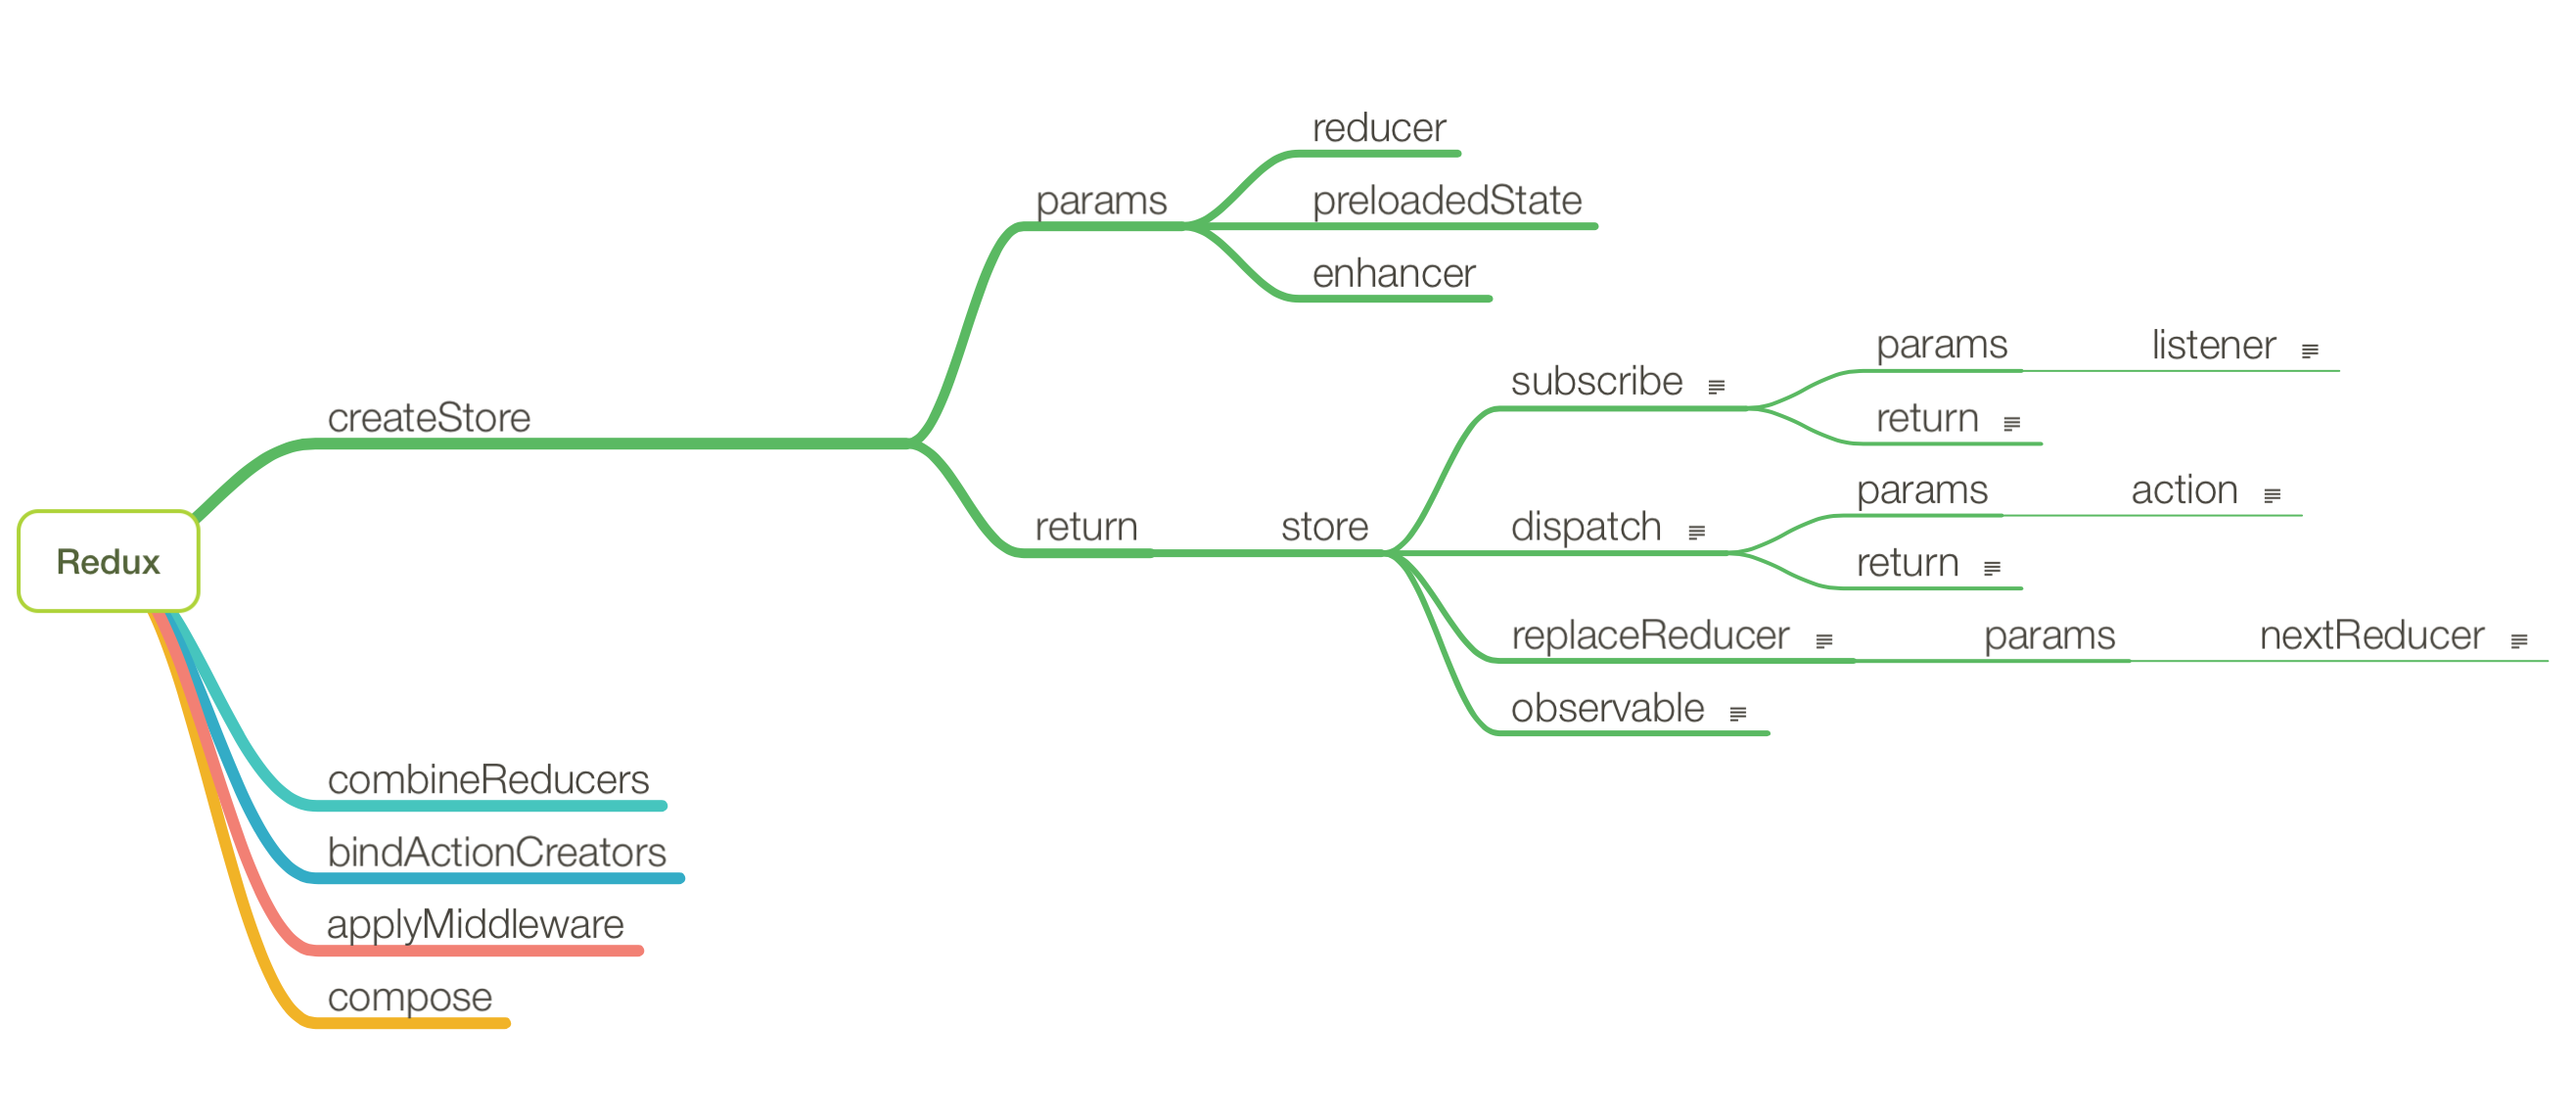 reducer
params
preloadedState
enhancer
createStore
subscribe
params
listener
return
return
store
dispatch
params
action
return
replaceReducer
params
nextReducer
observable
Redux
combineReducers
bindActionCreators
applyMiddleware
compose